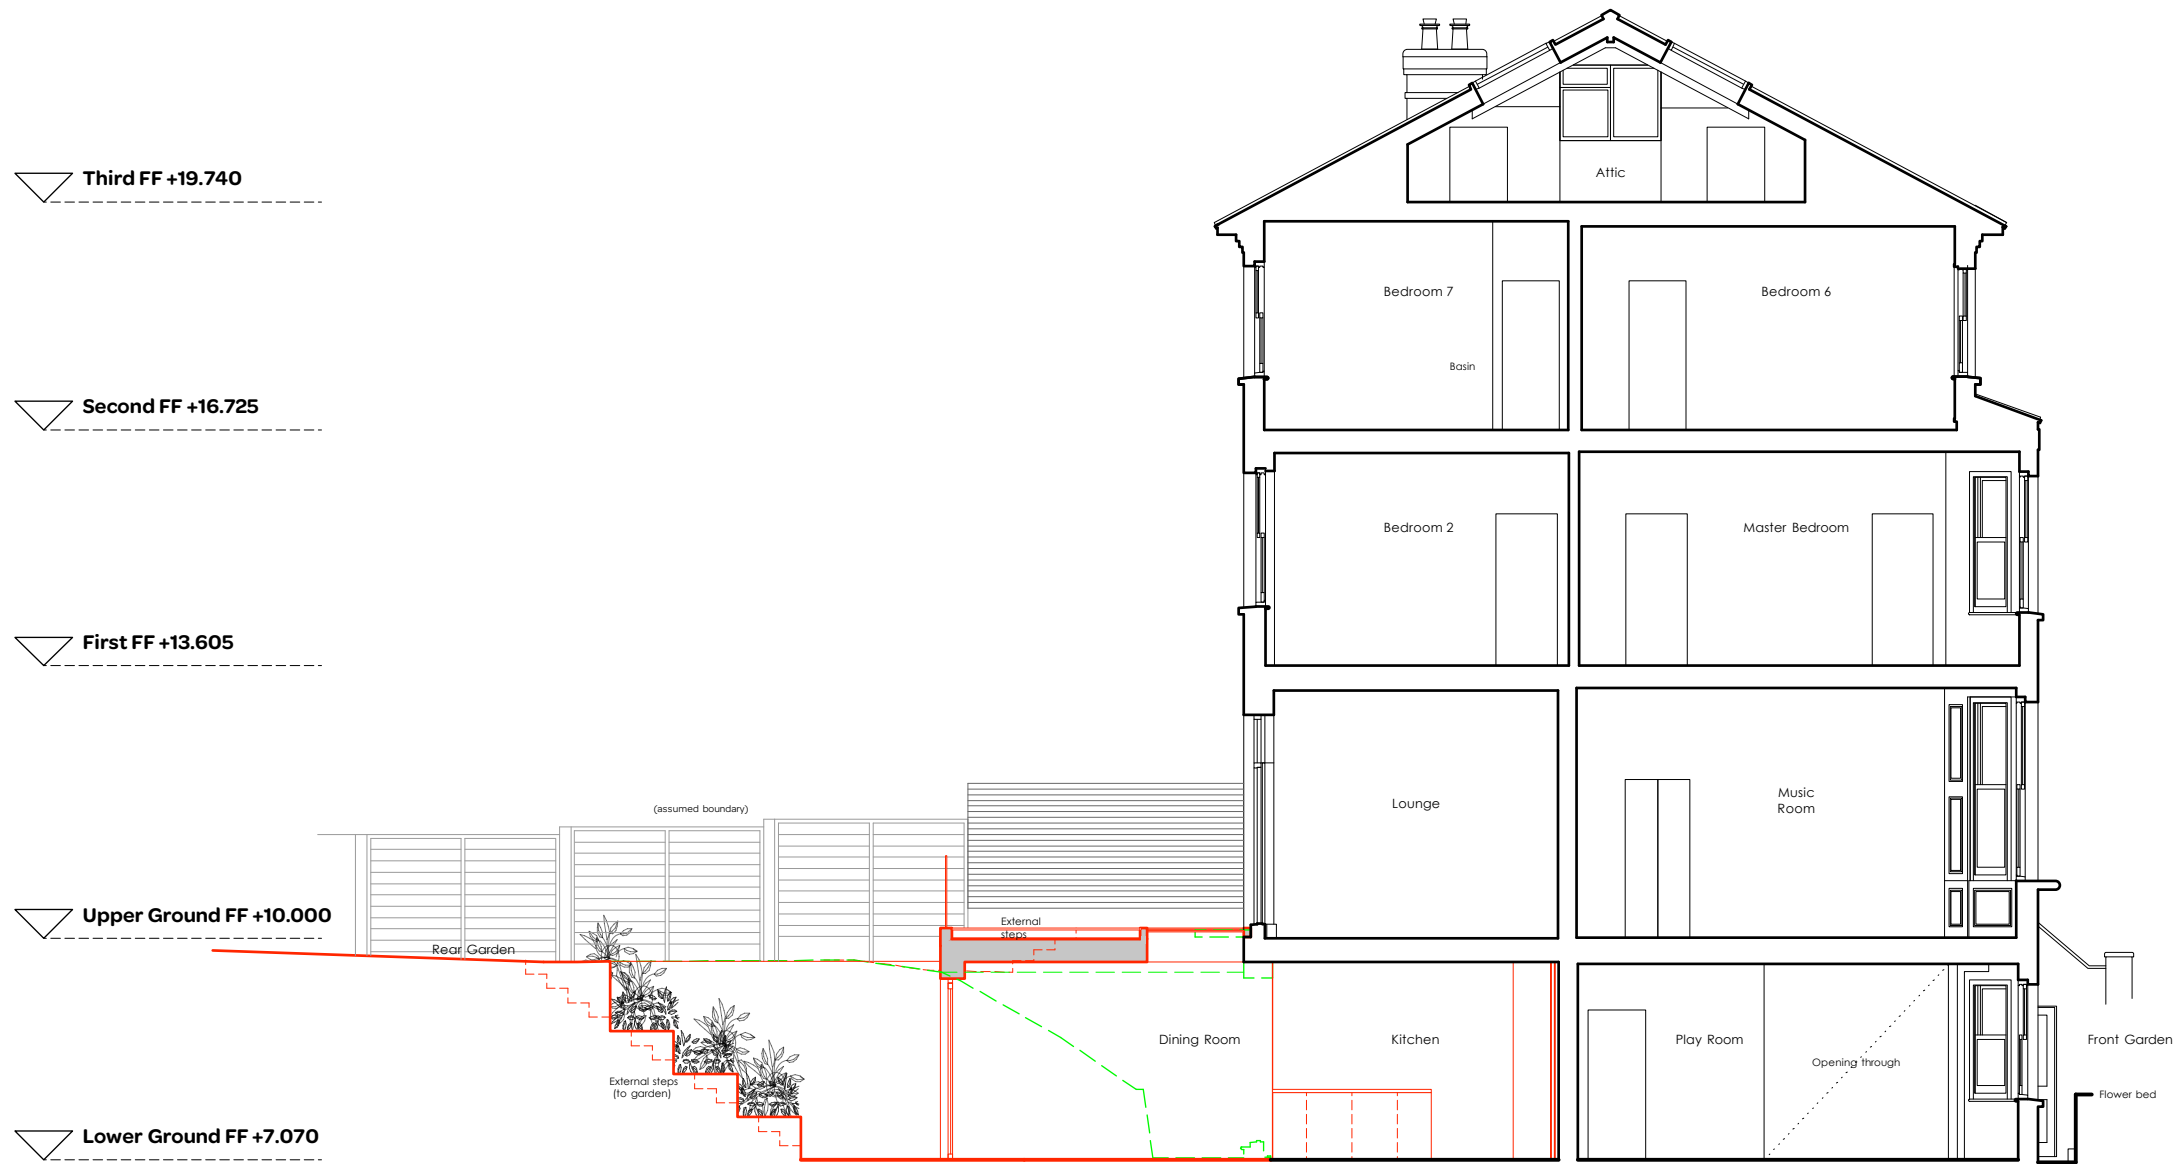 Third FF +19.740
Attic
Bedroom 7
Bedroom 6
Basin
Second FF +16.725
Bedroom 2
Master Bedroom
First FF +13.605
(assumed boundary)
Lounge
Music
Room
Upper Ground FF +10.000
Rear Garden
External
steps
Dining Room
Kitchen
Play Room
Opening through
Front Garden
External steps
(to garden)
Flower bed
Lower Ground FF +7.070